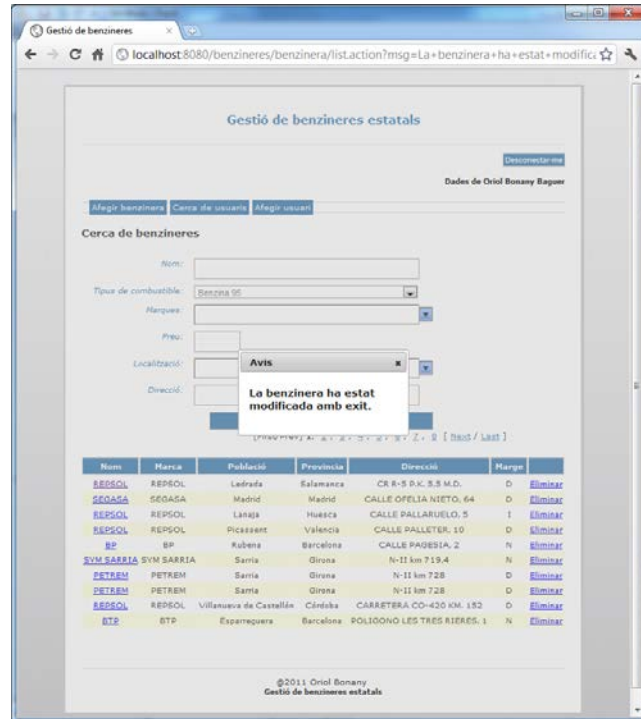 Gestió de benzineres
localhost:8080/benzineres/benzinera/list.action?msg=La+benzinera+ha+estat+modifica
Gestió de benzineres estatals
Desconectar-me
Dades de Oriol Bonany Baguer
Afegir benzinera Cerca de usuaris Afegir usuari
Cerca de benzineres
Nom:
Tipus de combustible: Benzina 95
Marques:
Preu:
Localització:
Direcció:
Avis
La benzinera ha estat
modificada amb exit.
[ Next / Last ]
Nom Marca Població Provincia Direcció Marge
REPSOL REPSOL Ledrada Salamanca CR R-5 P.K. 5.5 M.D. D Eliminar
SEGASA SEGASA Madrid Madrid CALLE OFELIA NIETO, 64 D Eliminar
REPSOL REPSOL Lanaja Huesca CALLE PALLARUELO, 5 I Eliminar
REPSOL REPSOL Picassent Valencia CALLE PALLETER, 10 D Eliminar
BP BP Rubena Barcelona CALLE PAGESIA, 2 N Eliminar
SYM SARRIA SYM SARRIA Sarria Girona N-II km 719,4 N Eliminar
PETREM PETREM Sarria Girona N-II km 728 D Eliminar
PETREM PETREM Sarria Girona N-II km 728 D Eliminar
REPSOL REPSOL Villanueva de Castellón Córdoba CARRETERA CO-420 KM. 152 D Eliminar
BTP BTP Esparreguera Barcelona POLIGONO LES TRES RIERES, 1 N Eliminar
@2011 Oriol Bonany
Gestió de benzineres estatals